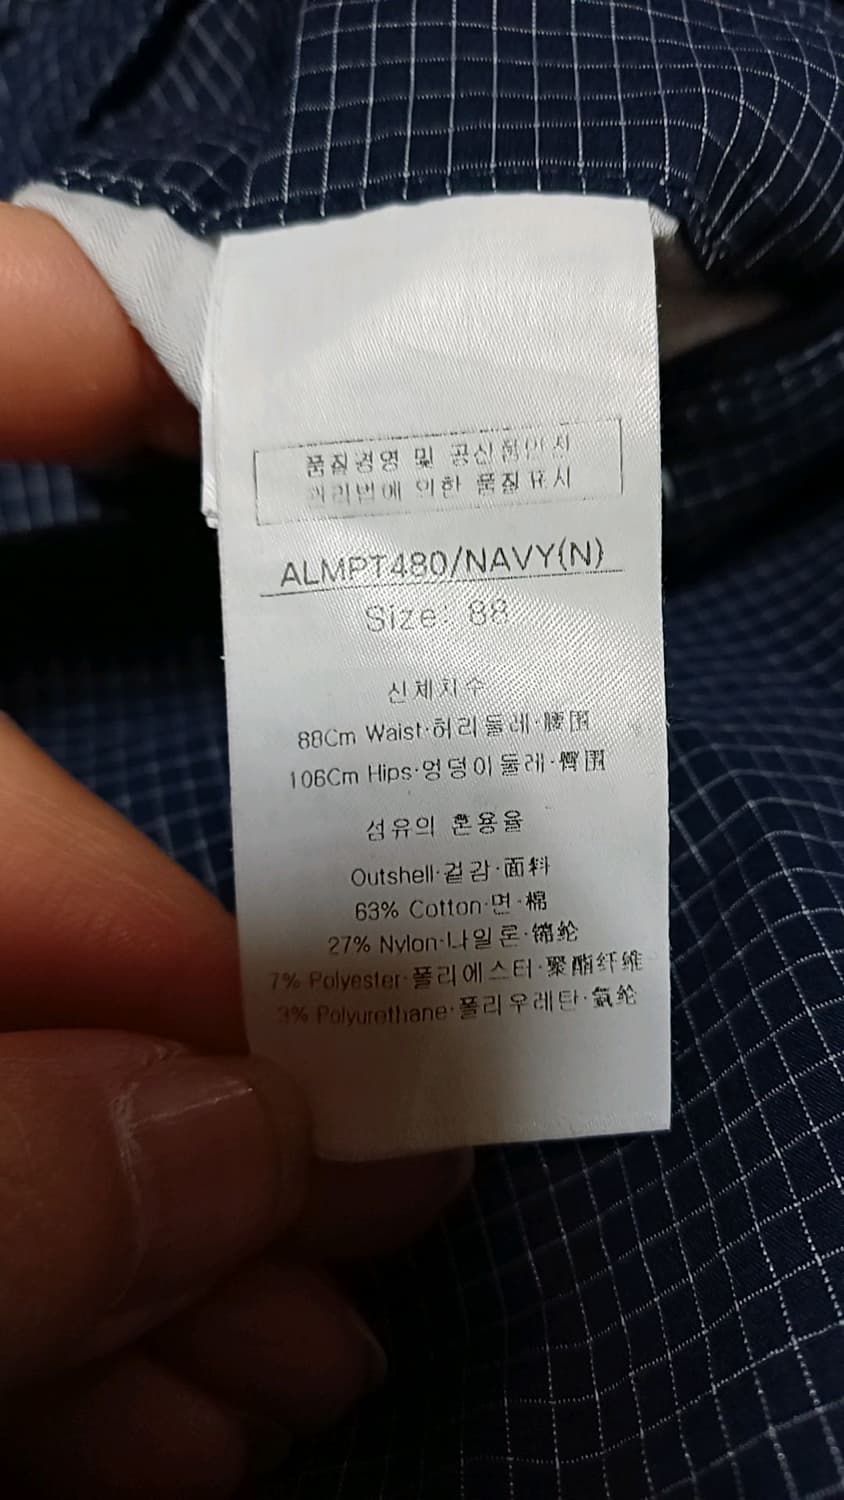 품질경영 및 공산품안전
관리법에 의한 품질표시
ALMPT480/NAVY(N)
Size: 88
신체치수
88Cm Waist·허리둘레·腰围
106Cm Hips·엉덩이둘레·臀围
섬유의 혼용율
Outshell·겉감·面料
63% Cotton·면·棉
27% Nylon·나일론·锦纶
7% Polyester·폴리에스터·聚酯纤维
3% Polyurethane·폴리우레탄·氨纶